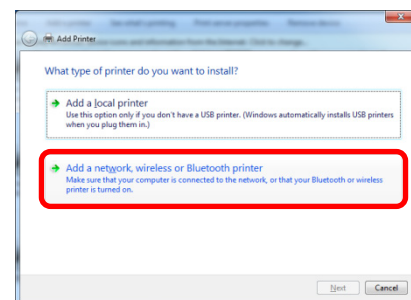 Add Printer
What type of printer do you want to install?
Add a local printer
Use this option only if you don't have a USB printer. (Windows automatically installs USB printers
when you plug them in.)
Add a network, wireless or Bluetooth printer
Make sure that your computer is connected to the network, or that your Bluetooth or wireless
printer is turned on.
Next Cancel